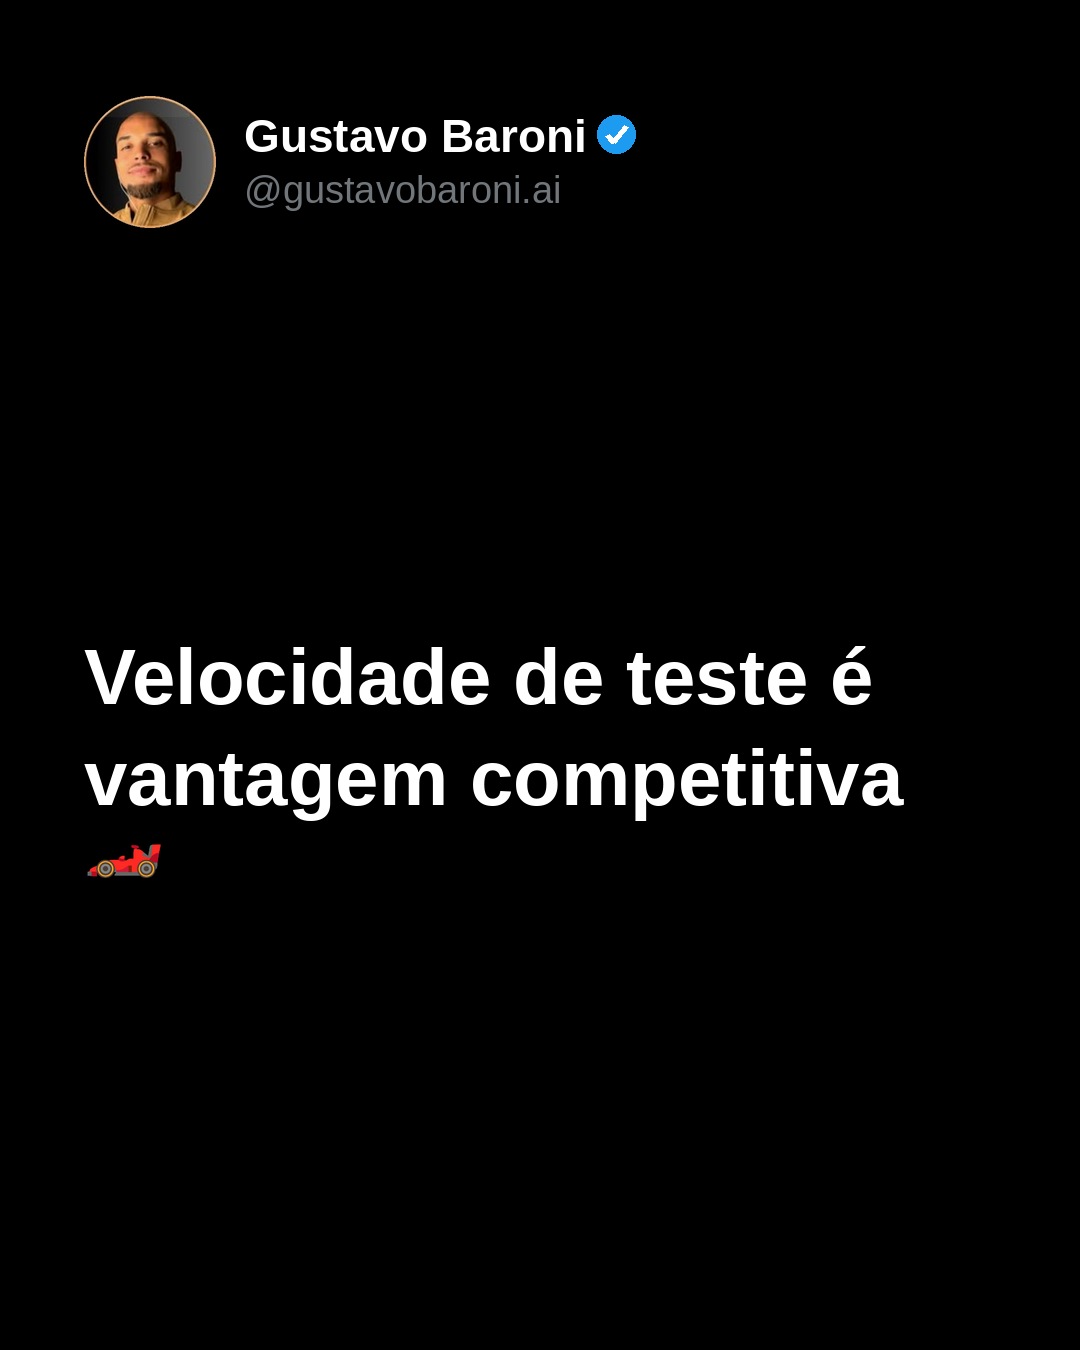 Gustavo Baroni
@gustavobaroni.ai
Velocidade de teste é
vantagem competitiva
🏎️